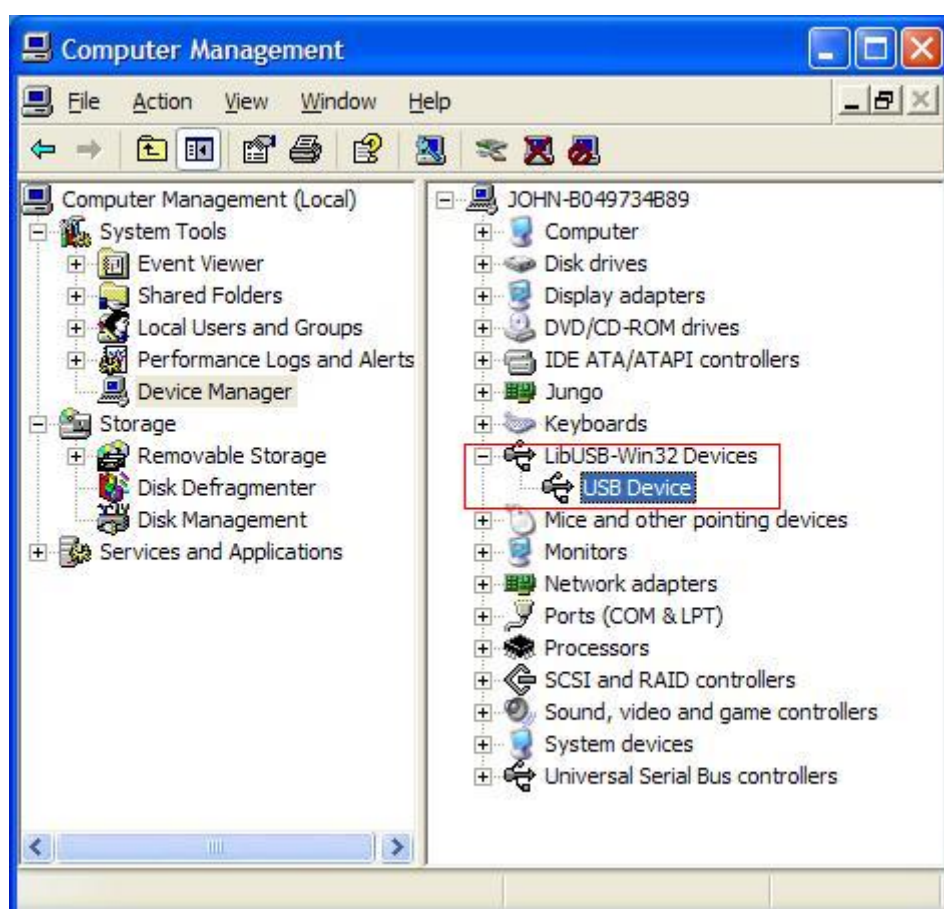 Computer Management
File Action View Window Help
Computer Management (Local)
System Tools
Event Viewer
Shared Folders
Local Users and Groups
Performance Logs and Alerts
Device Manager
Storage
Removable Storage
Disk Defragmenter
Disk Management
Services and Applications
JOHN-B049734B89
Computer
Disk drives
Display adapters
DVD/CD-ROM drives
IDE ATA/ATAPI controllers
Jungo
Keyboards
LibUSB-Win32 Devices
USB Device
Mice and other pointing devices
Monitors
Network adapters
Ports (COM & LPT)
Processors
SCSI and RAID controllers
Sound, video and game controllers
System devices
Universal Serial Bus controllers